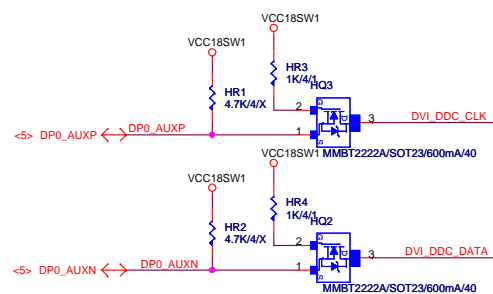 VCC18SW1
VCC18SW1
HR3
1K/4/1
HR1
4.7K/4/X
HQ3
2
G
D
S
3
DVI_DDC_CLK
<5> DP0_AUXP
DP0_AUXP
1
MMBT2222A/SOT23/600mA/40
VCC18SW1
VCC18SW1
HR4
1K/4/1
HR2
4.7K/4/X
HQ2
2
G
D
S
3
DVI_DDC_DATA
<5> DP0_AUXN
DP0_AUXN
1
MMBT2222A/SOT23/600mA/40